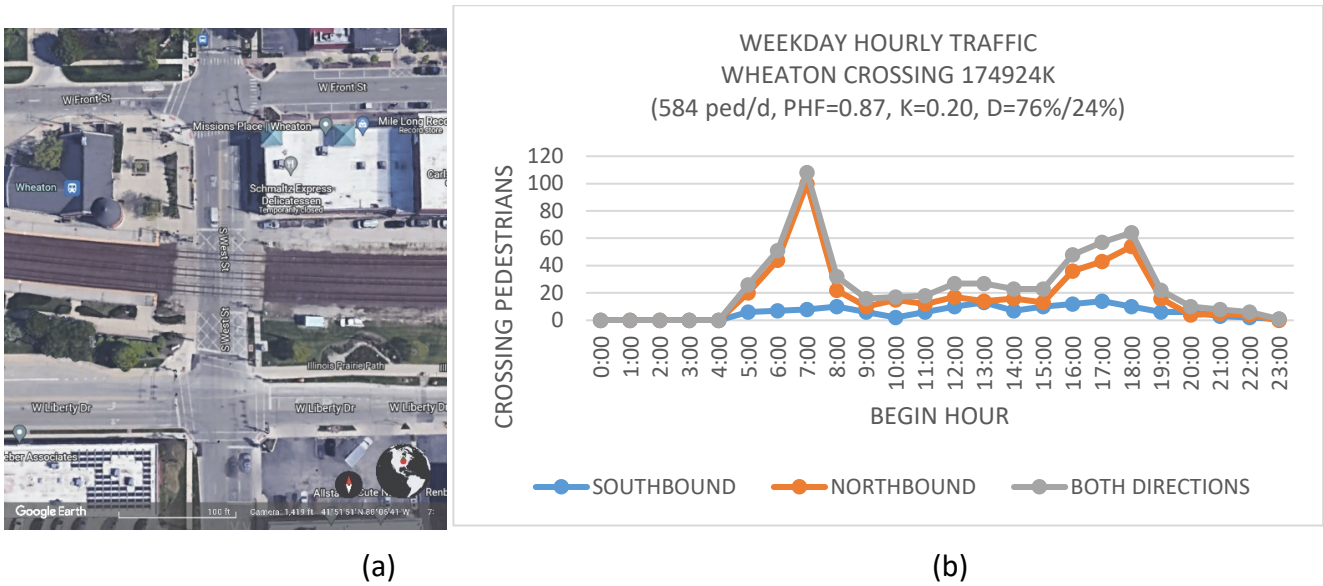 W Front St
W Front St
Missions Place | Wheaton
Mile Long Reco
Record store
Wheaton
Schmaltz Express-
Delicatessen
Temporarily closed
Carl
S West St
S West St
Illinois Prairie Path
W Liberty Dr
W Liberty Dr
W Liberty Dr
eber Associates
Google Earth
100 ft
(a)
WEEKDAY HOURLY TRAFFIC
WHEATON CROSSING 174924K
(584 ped/d, PHF=0.87, K=0.20, D=76%/24%)
CROSSING PEDESTRIANS
120
100
80
60
40
20
0
0:00
1:00
2:00
3:00
4:00
5:00
6:00
7:00
8:00
9:00
10:00
11:00
12:00
13:00
14:00
15:00
16:00
17:00
18:00
19:00
20:00
21:00
22:00
23:00
BEGIN HOUR
SOUTHBOUND
NORTHBOUND
BOTH DIRECTIONS
(b)